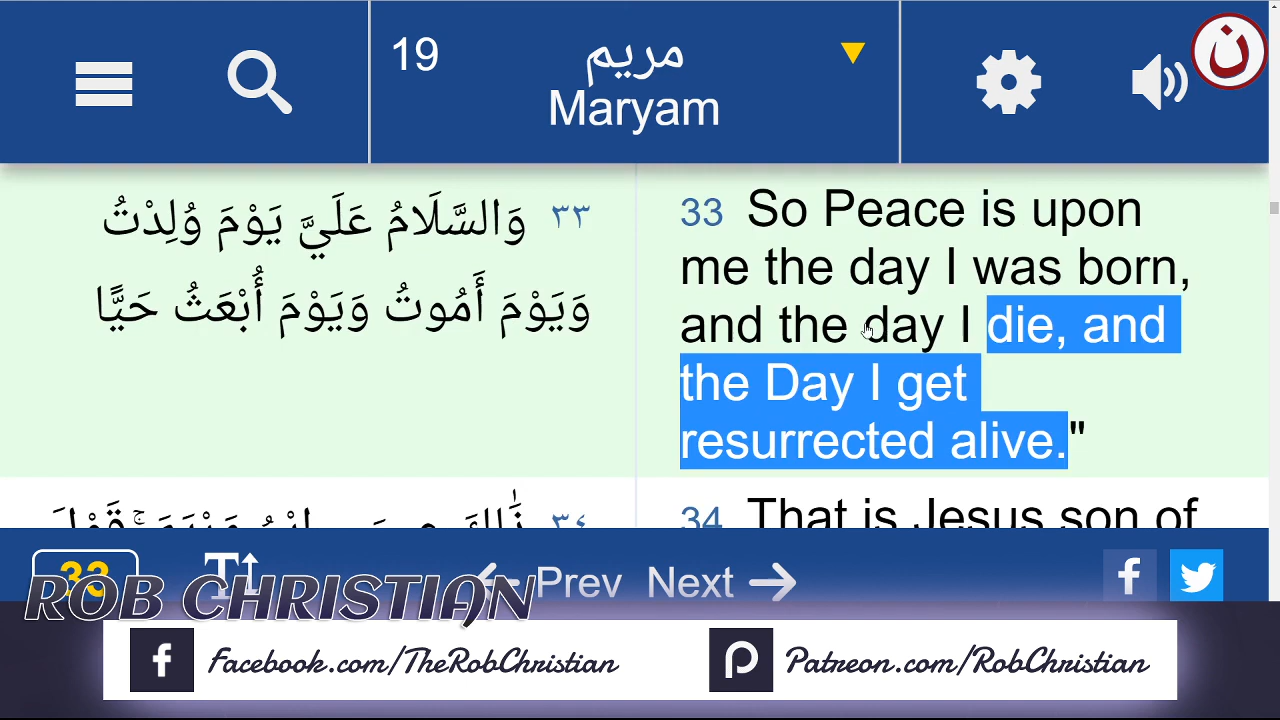 19
مريم
Maryam
ن
٣٣ وَالسَّلَامُ عَلَيَّ يَوْمَ وُلِدْتُ
وَيَوْمَ أَمُوتُ وَيَوْمَ أُبْعَثُ حَيًّا
33 So Peace is upon
me the day I was born,
and the day I die, and
the Day I get
resurrected alive."
٣٤ ذَٰلِكَ
34 That is Jesus son of
33
T
Prev Next
ROB CHRISTIAN
Facebook.com/TheRobChristian
Patreon.com/RobChristian